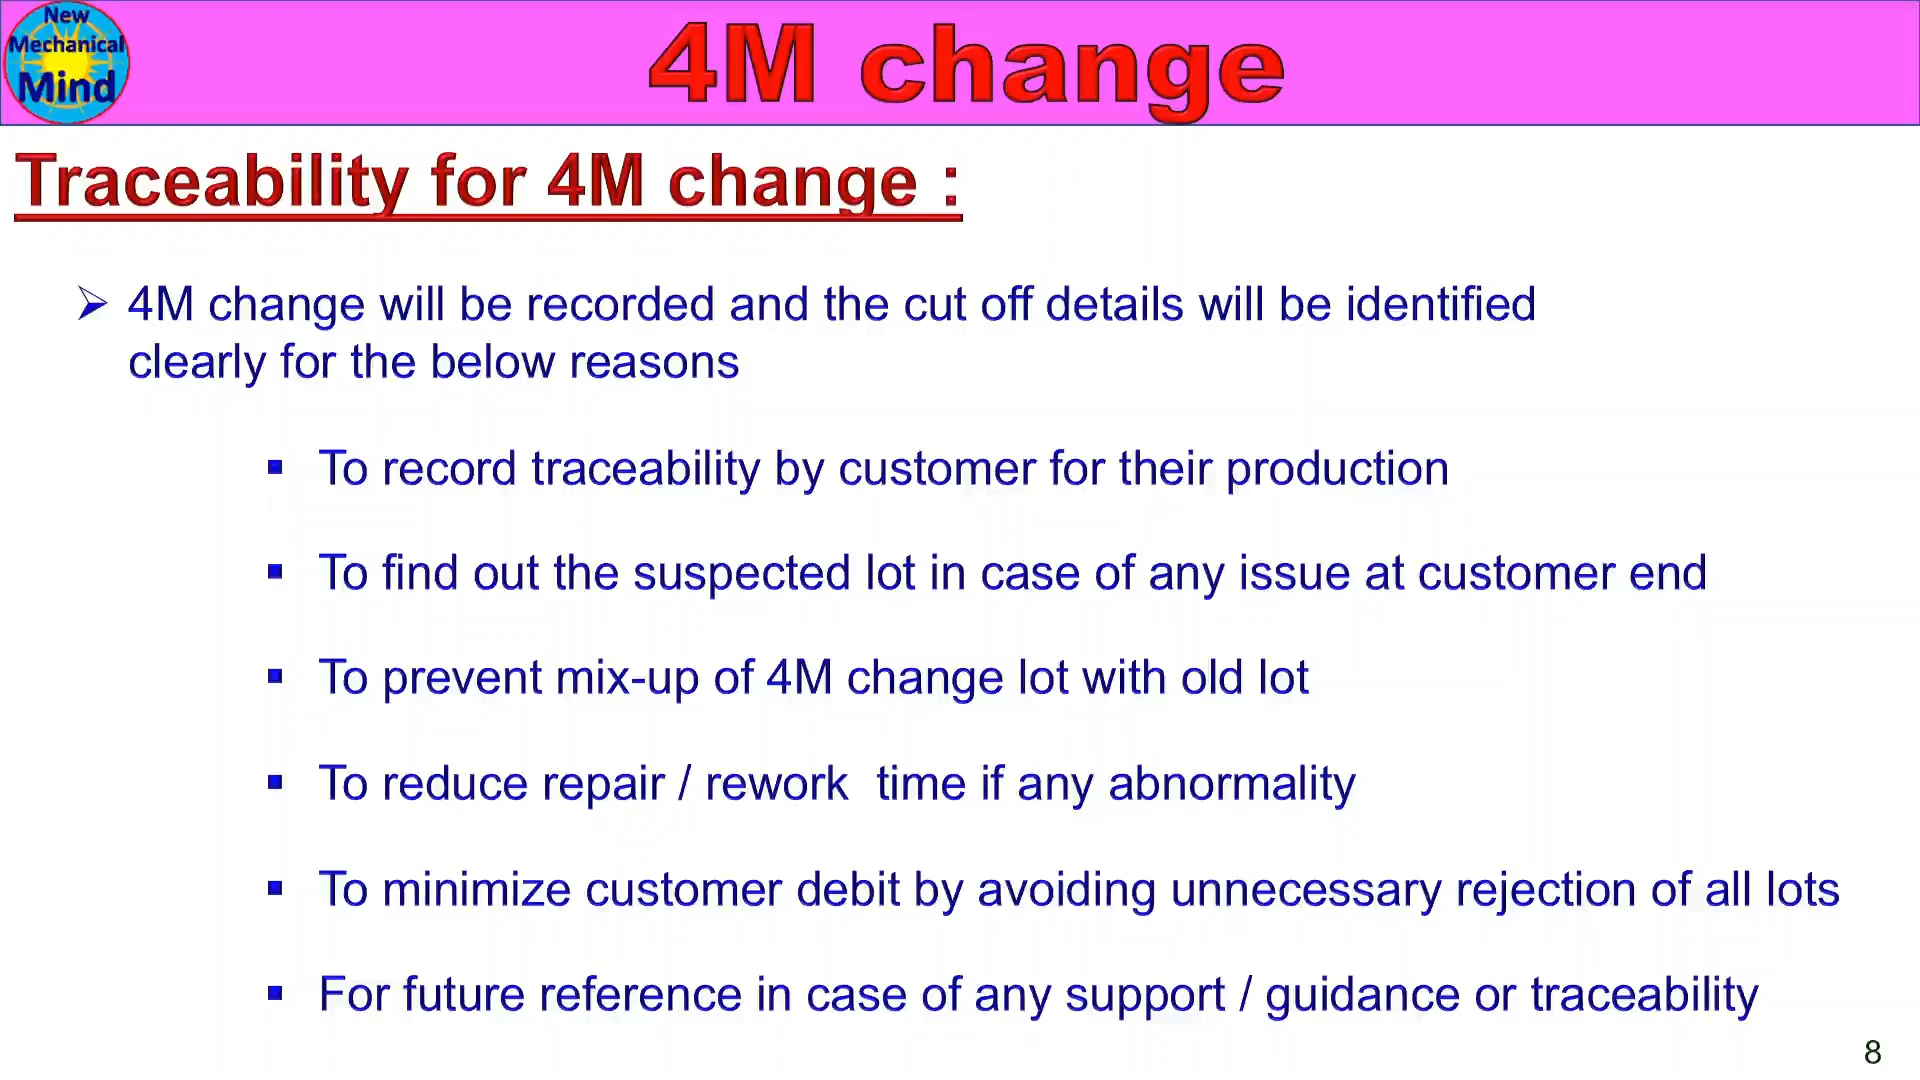 New
Mechanical
Mind
4M change
Traceability for 4M change :
➢ 4M change will be recorded and the cut off details will be identified
clearly for the below reasons
▪ To record traceability by customer for their production
▪ To find out the suspected lot in case of any issue at customer end
▪ To prevent mix-up of 4M change lot with old lot
▪ To reduce repair / rework  time if any abnormality
▪ To minimize customer debit by avoiding unnecessary rejection of all lots
▪ For future reference in case of any support / guidance or traceability
8